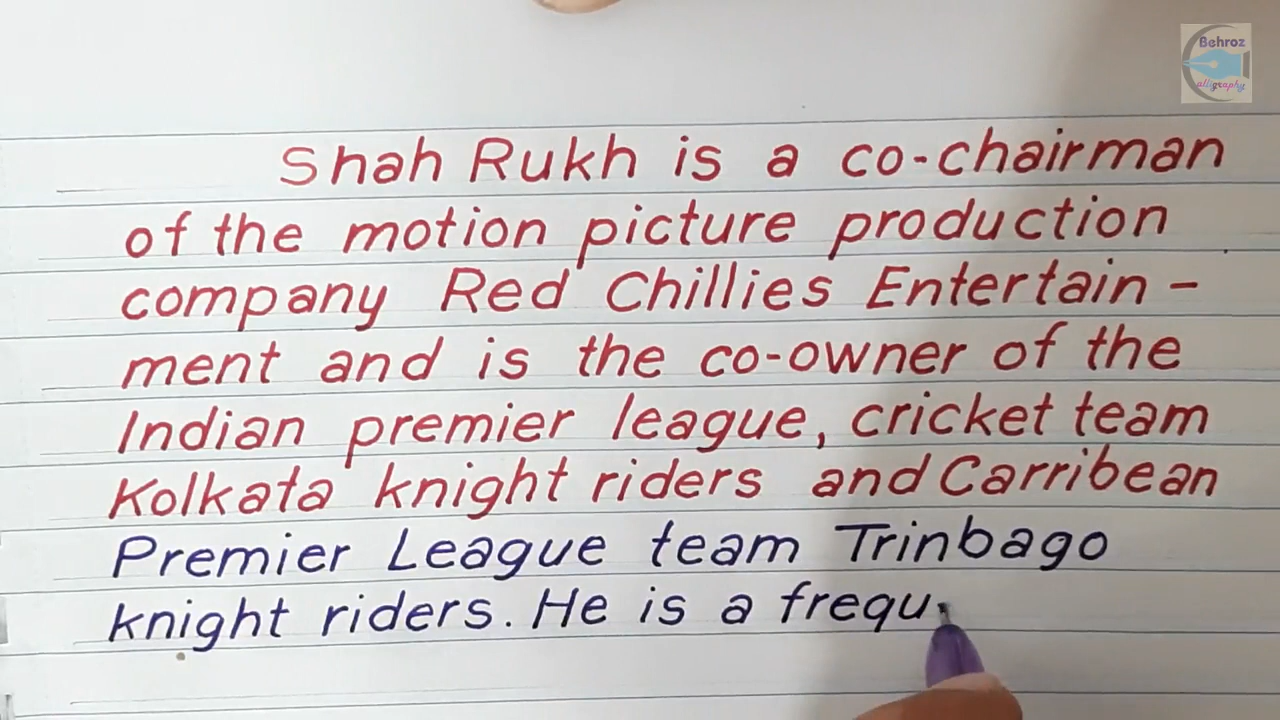 Behroz
alligraphy
Shah Rukh is a co-chairman
of the motion picture production
company Red Chillies Entertain-
ment and is the co-owner of the
Indian premier league, cricket team
Kolkata knight riders and Carribean
Premier League team Trinbago
knight riders. He is a frequ